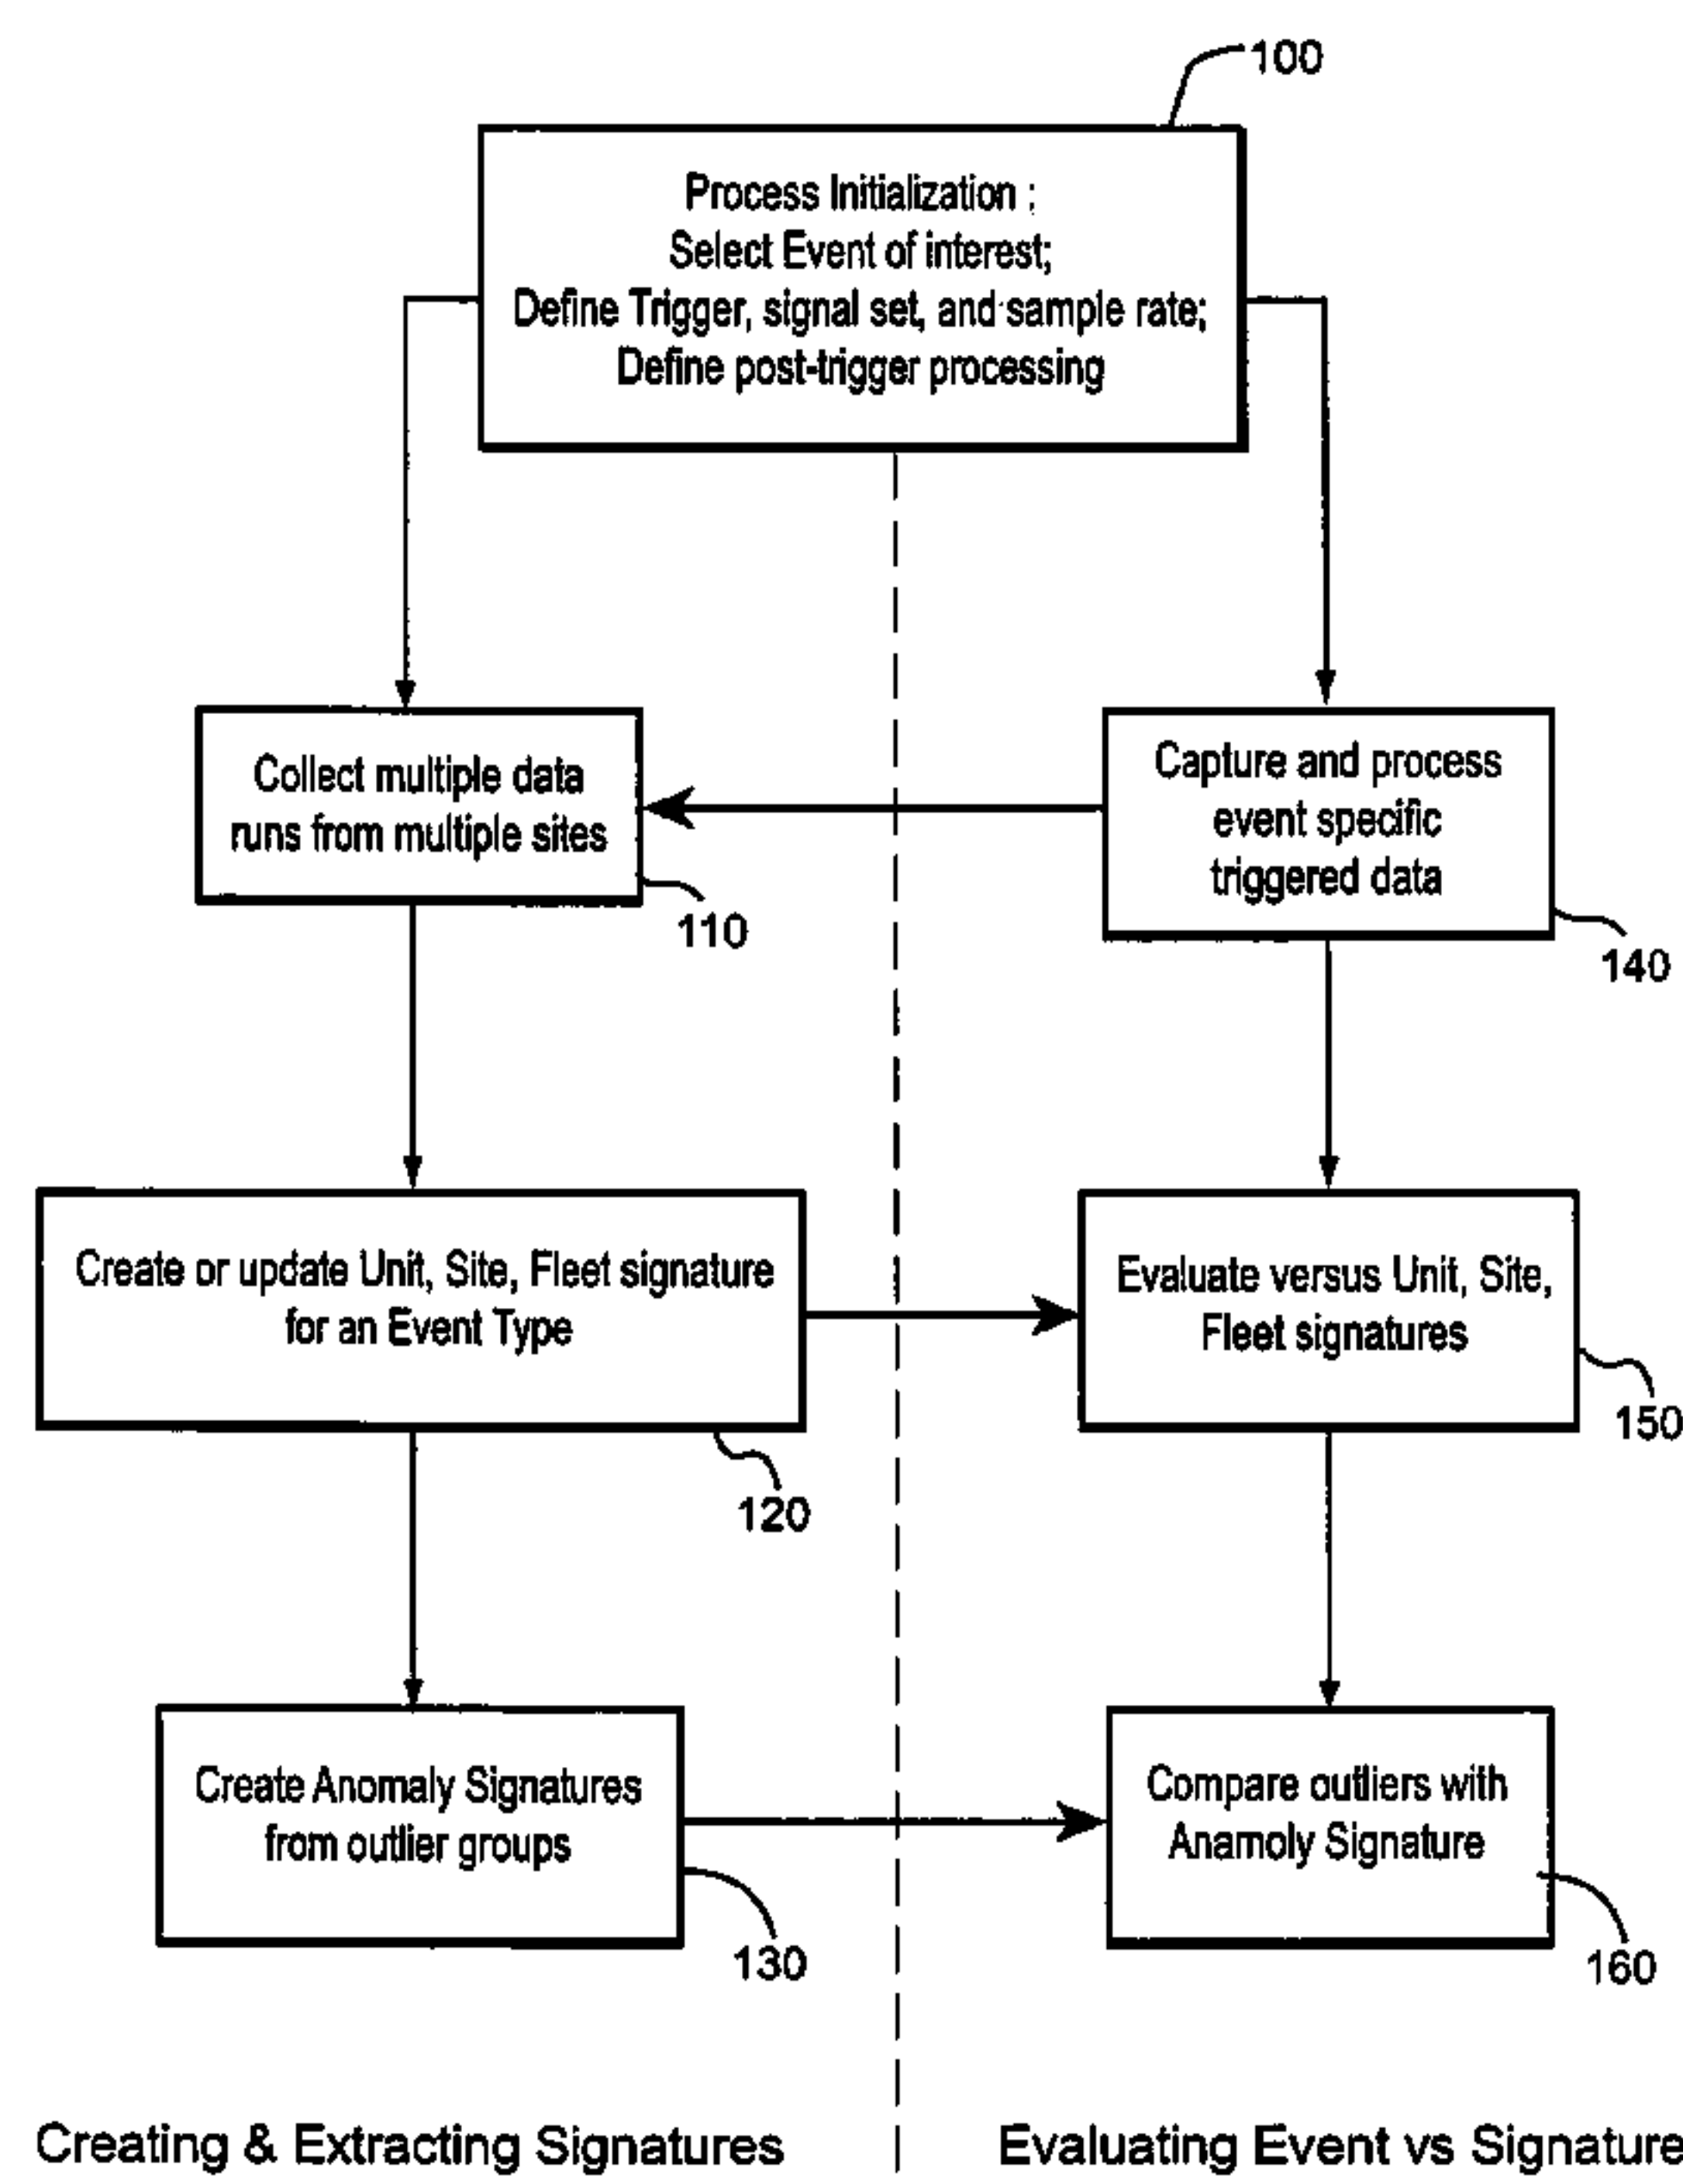 100
Process Initialization :
Select Event of interest;
Define Trigger, signal set, and sample rate;
Define post-trigger processing
Collect multiple data
runs from multiple sites
110
Capture and process
event specific
triggered data
140
Create or update Unit, Site, Fleet signature
for an Event Type
120
Evaluate versus Unit, Site,
Fleet signatures
150
Create Anomaly Signatures
from outlier groups
130
Compare outliers with
Anamoly Signature
160
Creating & Extracting Signatures
Evaluating Event vs Signature